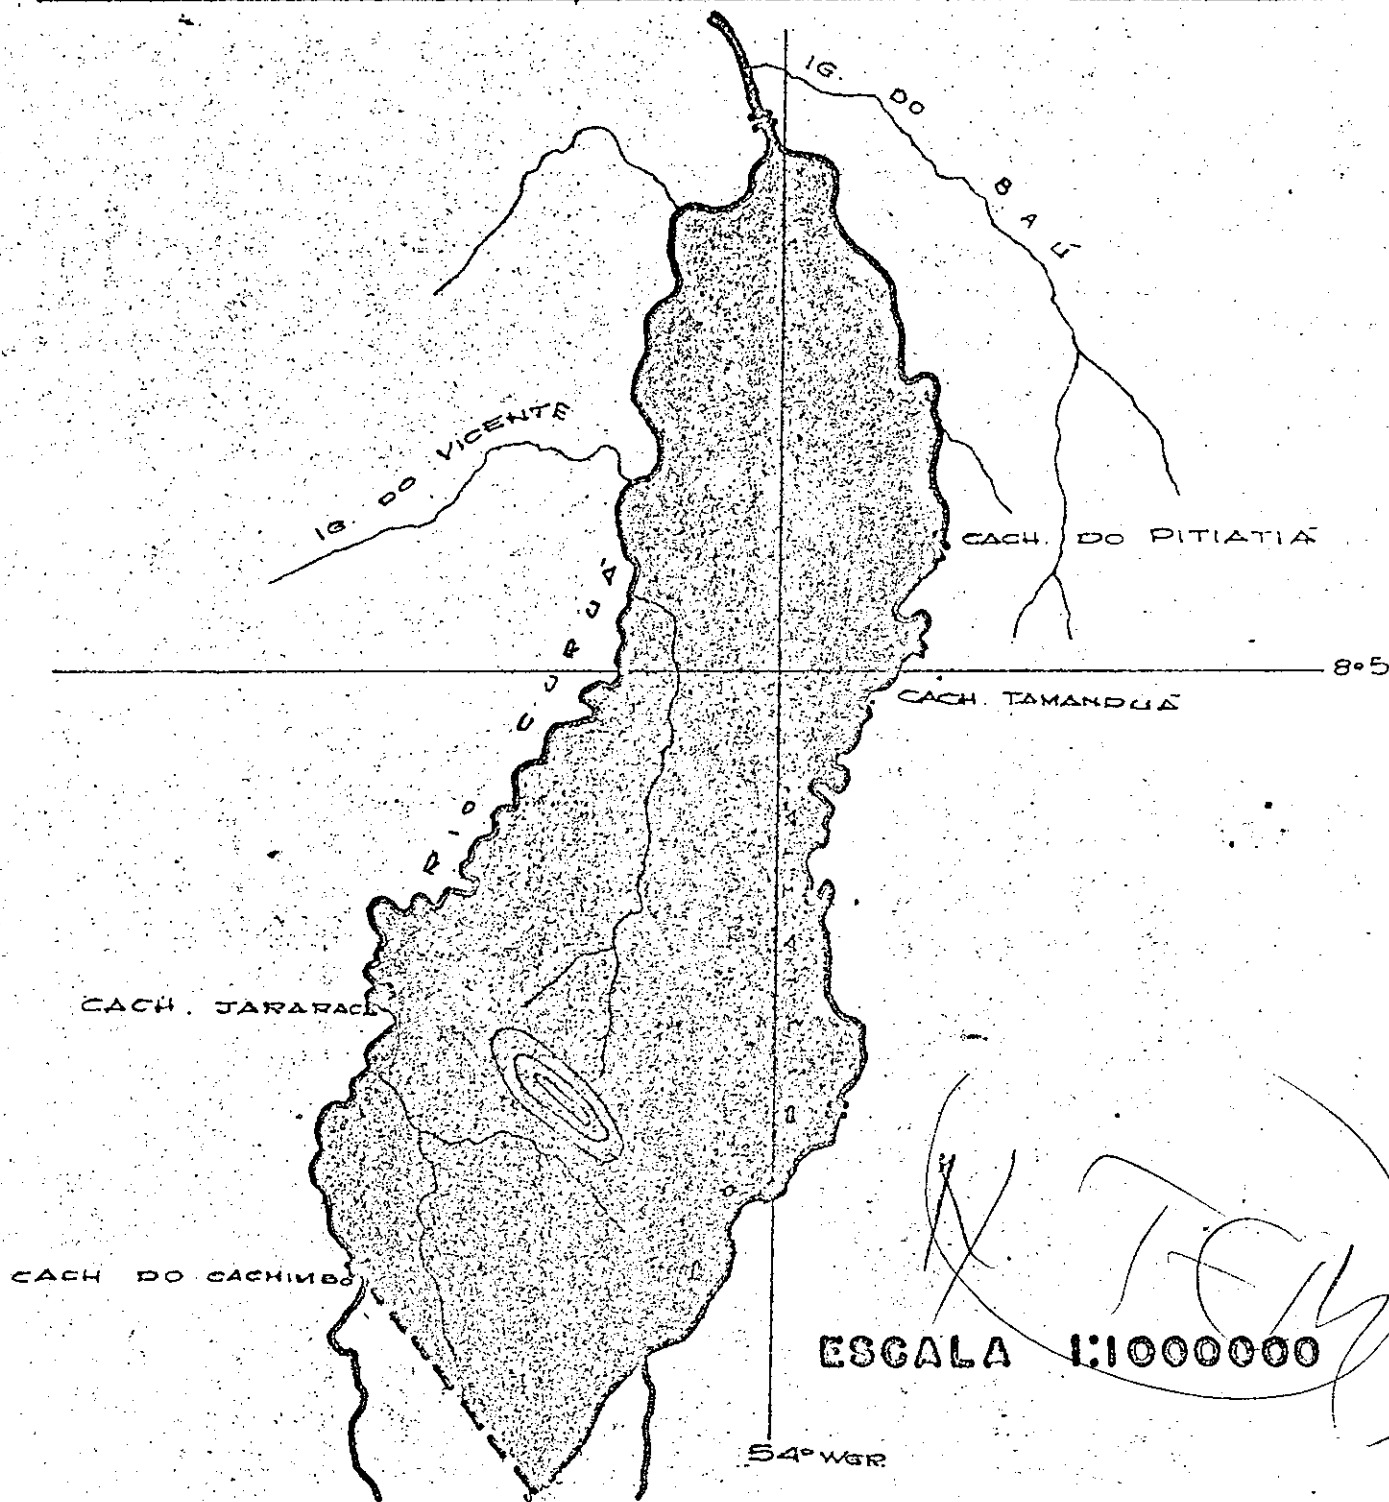 IG. DO BAÚ
IG. DO VICENTE
CACH. DO PITIATIÁ
RIO CURUÁ
8°5
CACH. TAMANDUÁ
CACH. JARARACA
CACH DO CACHIMBO
ESCALA 1:1000000
54° WGR